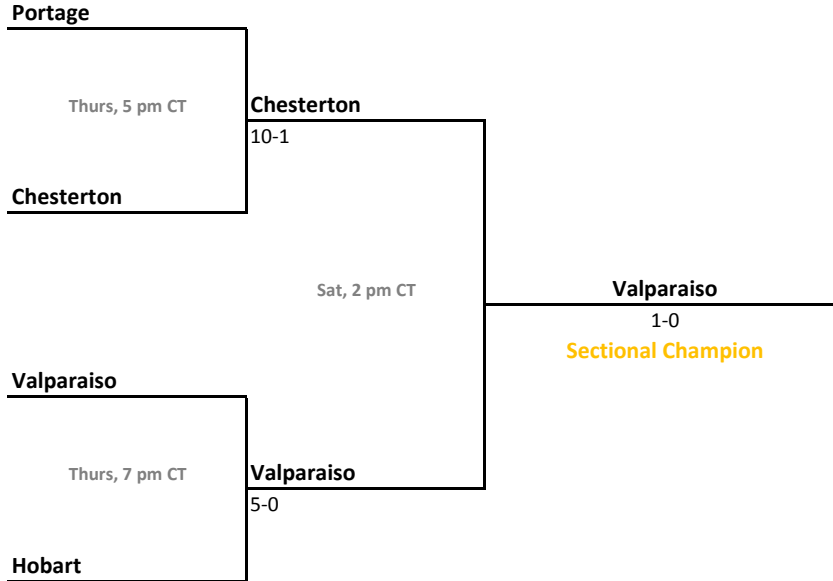 Portage
Thurs, 5 pm CT
Chesterton
10-1
Chesterton
Sat, 2 pm CT
Valparaiso
1-0
Sectional Champion
Valparaiso
Thurs, 7 pm CT
Valparaiso
5-0
Hobart